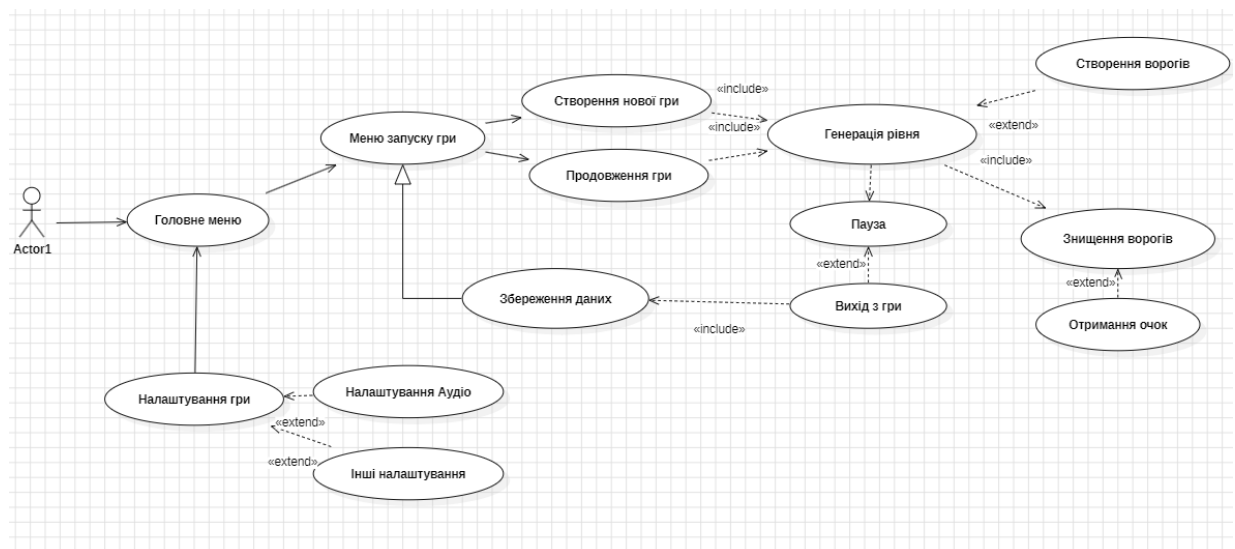 Створення ворогів
«include»
Створення нової гри
«extend»
«include»
Генерація рівня
Меню запуску гри
«include»
Продовження гри
Головне меню
Пауза
Знищення ворогів
Actor1
«extend»
«extend»
Збереження даних
Вихід з гри
«include»
Отримання очок
Налаштування гри
Налаштування Аудіо
«extend»
«extend»
Інші налаштування